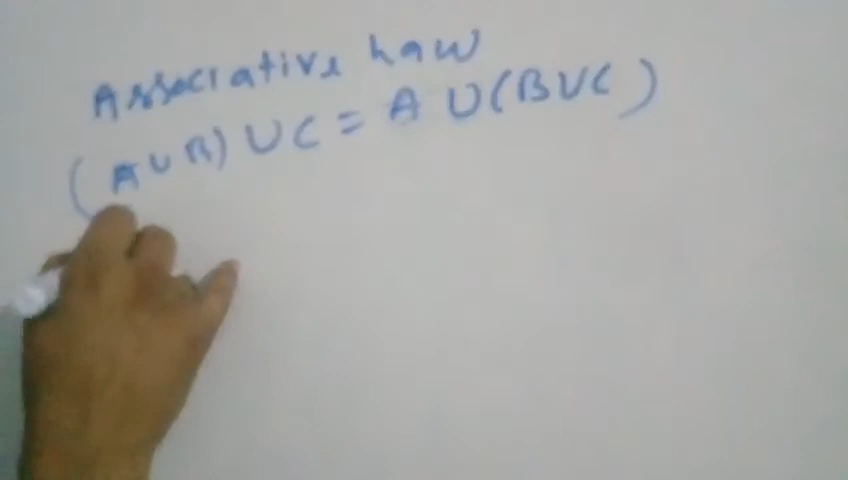 Associative Law
(A ∪ B) ∪ C = A ∪ (B ∪ C)